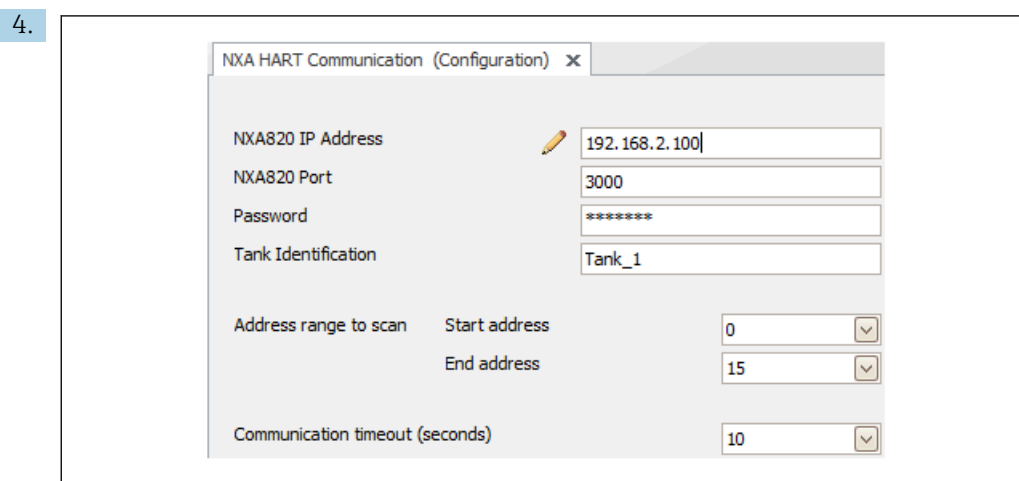 4.
NXA HART Communication (Configuration) X
NXA820 IP Address 192.168.2.100
NXA820 Port 3000
Password *******
Tank Identification Tank_1
Address range to scan Start address 0
End address 15
Communication timeout (seconds) 10